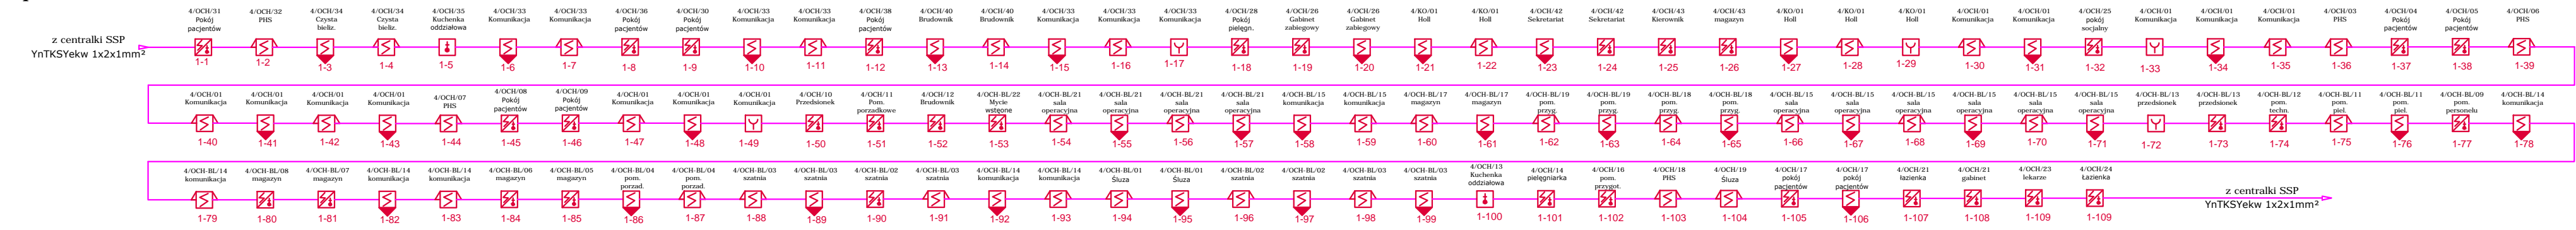 4/OCH/31 4/OCH/32 4/OCH/34 4/OCH/34 4/OCH/35 4/OCH/33 4/OCH/33 4/OCH/36 4/OCH/30 4/OCH/33 4/OCH/33 4/OCH/38 4/OCH/40 4/OCH/40 4/OCH/33 4/OCH/33 4/OCH/33 4/OCH/28 4/OCH/26 4/OCH/26 4/KO/01 4/KO/01 4/OCH/42 4/OCH/42 4/OCH/43 4/OCH/43 4/KO/01 4/KO/01 4/KO/01 4/OCH/01 4/OCH/01 4/OCH/25 4/OCH/01 4/OCH/01 4/OCH/01 4/OCH/03 4/OCH/04 4/OCH/05 4/OCH/06
Pokój PHS Czysta Czysta Kuchenka Komunikacja Komunikacja Pokój Pokój Komunikacja Komunikacja Pokój Brudownik Brudownik Komunikacja Komunikacja Komunikacja Pokój Gabinet Gabinet Holl Holl Sekretariat Sekretariat Kierownik magazyn Holl Holl Holl Komunikacja Komunikacja pokój Komunikacja Komunikacja Komunikacja PHS Pokój Pokój PHS
pacjentów bieliz. bieliz. oddziałowa pacjentów pacjentów pacjentów pielęgn. zabiegowy zabiegowy socjalny pacjentów pacjentów
z centralki SSP
YnTKSYekw 1x2x1mm²
1-1 1-2 1-3 1-4 1-5 1-6 1-7 1-8 1-9 1-10 1-11 1-12 1-13 1-14 1-15 1-16 1-17 1-18 1-19 1-20 1-21 1-22 1-23 1-24 1-25 1-26 1-27 1-28 1-29 1-30 1-31 1-32 1-33 1-34 1-35 1-36 1-37 1-38 1-39
4/OCH/01 4/OCH/01 4/OCH/01 4/OCH/01 4/OCH/07 4/OCH/08 4/OCH/09 4/OCH/01 4/OCH/01 4/OCH/01 4/OCH/10 4/OCH/11 4/OCH/12 4/OCH-BL/22 4/OCH-BL/21 4/OCH-BL/21 4/OCH-BL/21 4/OCH-BL/21 4/OCH-BL/15 4/OCH-BL/15 4/OCH-BL/17 4/OCH-BL/17 4/OCH-BL/19 4/OCH-BL/19 4/OCH-BL/18 4/OCH-BL/18 4/OCH-BL/15 4/OCH-BL/15 4/OCH-BL/15 4/OCH-BL/15 4/OCH-BL/15 4/OCH-BL/15 4/OCH-BL/13 4/OCH-BL/13 4/OCH-BL/12 4/OCH-BL/11 4/OCH-BL/11 4/OCH-BL/09 4/OCH-BL/14
Komunikacja Komunikacja Komunikacja Komunikacja PHS Pokój Pokój Komunikacja Komunikacja Komunikacja Przedsionek Pom. Brudownik Mycie sala sala sala sala komunikacja komunikacja magazyn magazyn pom. pom. pom. pom. sala sala sala sala sala sala przedsionek przedsionek pom. pom. pom. pom. komunikacja
pacjentów pacjentów porzadkowe wstępne operacyjna operacyjna operacyjna operacyjna przyg. przyg. przyg. przyg. operacyjna operacyjna operacyjna operacyjna operacyjna operacyjna techn. piel. piel. personelu
1-40 1-41 1-42 1-43 1-44 1-45 1-46 1-47 1-48 1-49 1-50 1-51 1-52 1-53 1-54 1-55 1-56 1-57 1-58 1-59 1-60 1-61 1-62 1-63 1-64 1-65 1-66 1-67 1-68 1-69 1-70 1-71 1-72 1-73 1-74 1-75 1-76 1-77 1-78
4/OCH-BL/14 4/OCH-BL/08 4/OCH-BL/07 4/OCH-BL/14 4/OCH-BL/14 4/OCH-BL/06 4/OCH-BL/05 4/OCH-BL/04 4/OCH-BL/04 4/OCH-BL/03 4/OCH-BL/03 4/OCH-BL/02 4/OCH-BL/03 4/OCH-BL/14 4/OCH-BL/14 4/OCH-BL/01 4/OCH-BL/01 4/OCH-BL/02 4/OCH-BL/02 4/OCH-BL/03 4/OCH-BL/03 4/OCH/13 4/OCH/14 4/OCH/16 4/OCH/18 4/OCH/19 4/OCH/17 4/OCH/17 4/OCH/21 4/OCH/21 4/OCH/23 4/OCH/24
komunikacja magazyn magazyn komunikacja komunikacja magazyn magazyn pom. pom. szatnia szatnia szatnia szatnia komunikacja komunikacja Śluza Śluza szatnia szatnia szatnia szatnia Kuchenka pielęgniarka pom. PHS Śluza pokój pokój łazienka gabinet lekarze Łazienka
porzad. porzad. oddziałowa przygot. pacjentów pacjentów
z centralki SSP
YnTKSYekw 1x2x1mm²
1-79 1-80 1-81 1-82 1-83 1-84 1-85 1-86 1-87 1-88 1-89 1-90 1-91 1-92 1-93 1-94 1-95 1-96 1-97 1-98 1-99 1-100 1-101 1-102 1-103 1-104 1-105 1-106 1-107 1-108 1-109 1-109